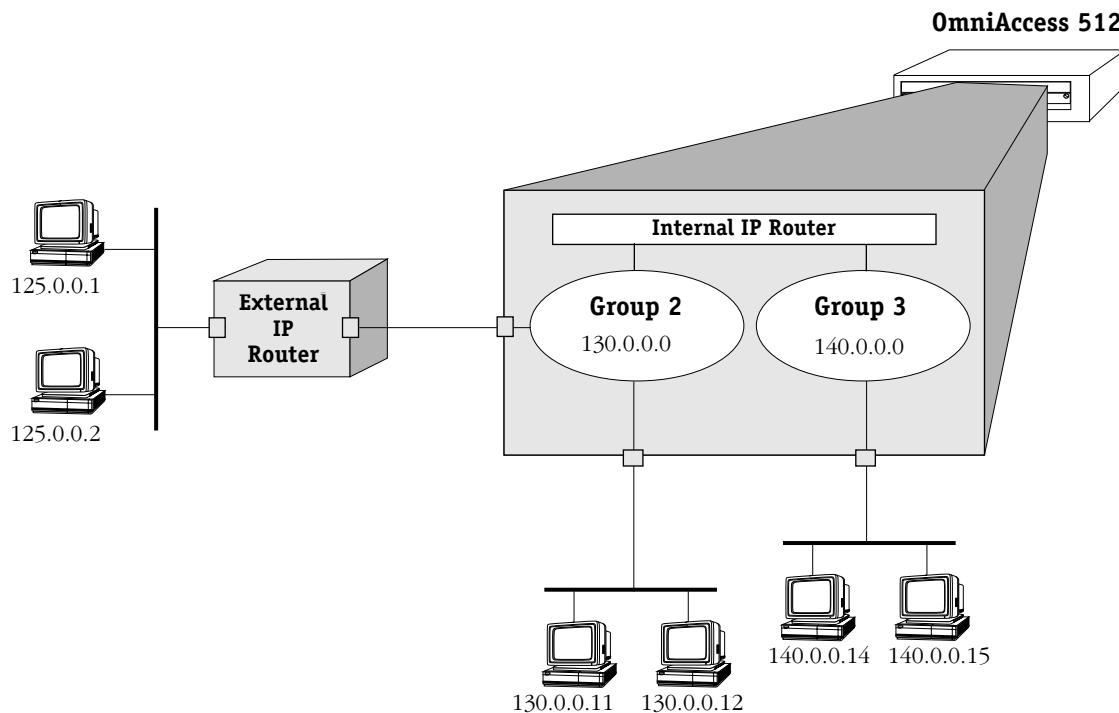 OmniAccess 512
Internal IP Router
Group 2
130.0.0.0
Group 3
140.0.0.0
External
IP
Router
125.0.0.1
125.0.0.2
130.0.0.11
130.0.0.12
140.0.0.14
140.0.0.15